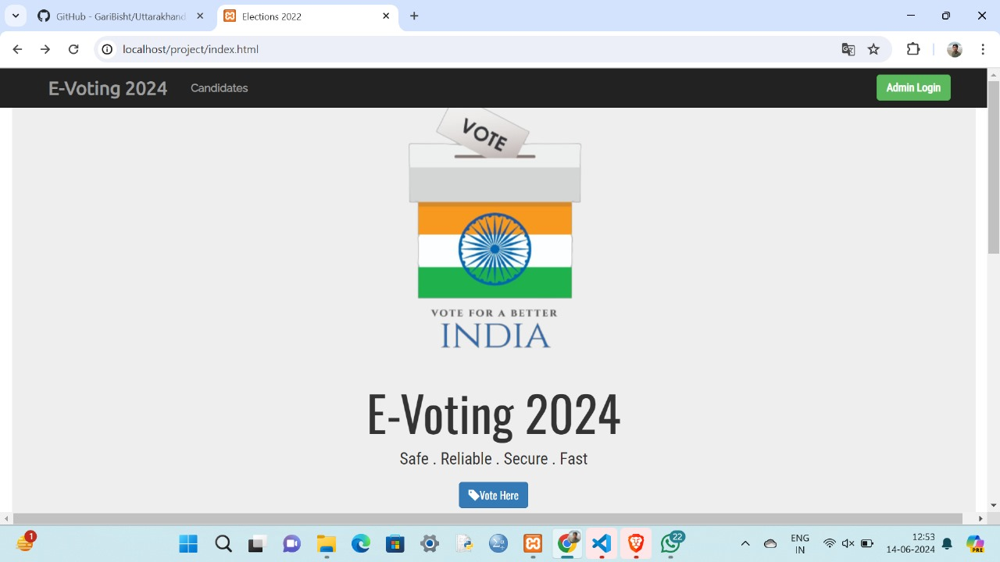 GitHub - GariBisht/Uttarakhand
Elections 2022
localhost/project/index.html
E-Voting 2024
Candidates
Admin Login
VOTE
VOTE FOR A BETTER
INDIA
E-Voting 2024
Safe . Reliable . Secure . Fast
Vote Here
1
22
ENG
IN
12:53
14-06-2024
PRE